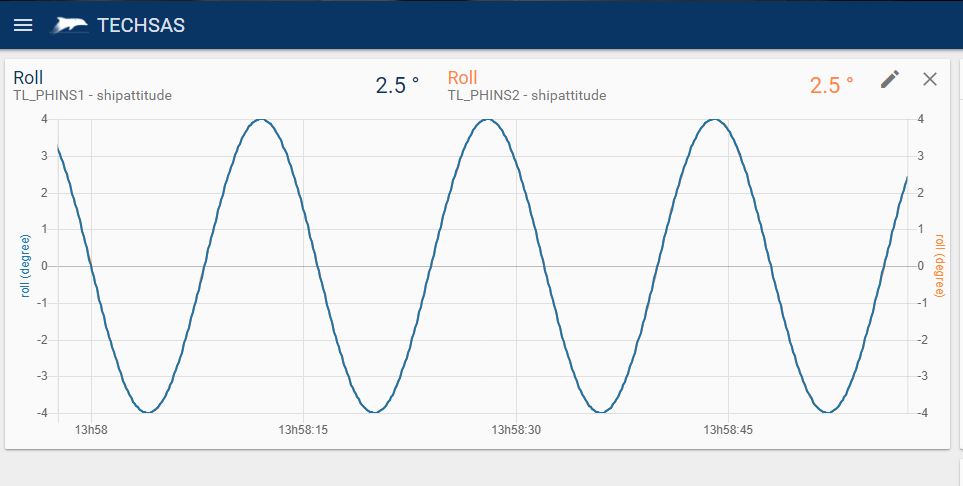 TECHSAS
Roll
TL_PHINS1 - shipattitude
2.5 °
Roll
TL_PHINS2 - shipattitude
2.5 °
roll (degree)
4
3
2
1
0
-1
-2
-3
-4
4
3
2
1
0
-1
-2
-3
-4
roll (degree)
13h58
13h58:15
13h58:30
13h58:45